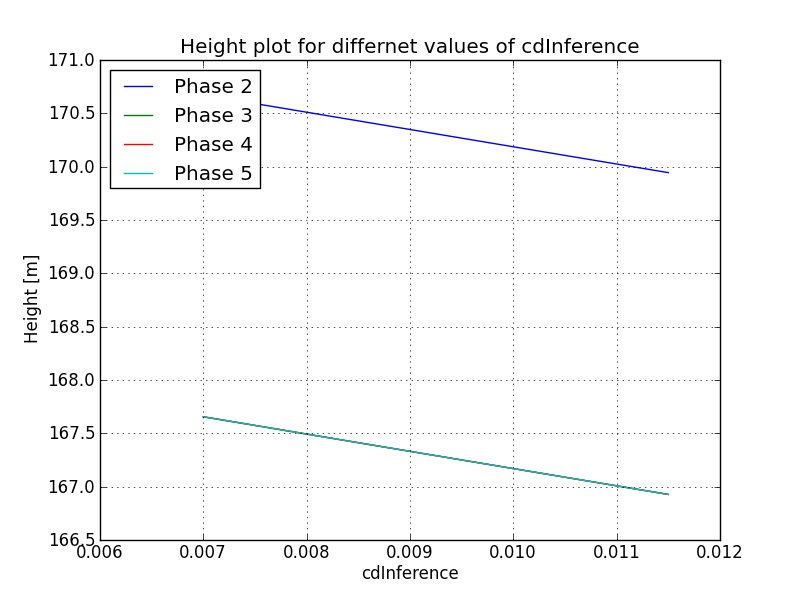 Height plot for differnet values of cdInference
171.0
170.5
170.0
169.5
169.0
168.5
168.0
167.5
167.0
166.5
Height [m]
Phase 2
Phase 3
Phase 4
Phase 5
0.006 0.007 0.008 0.009 0.010 0.011 0.012
cdInference